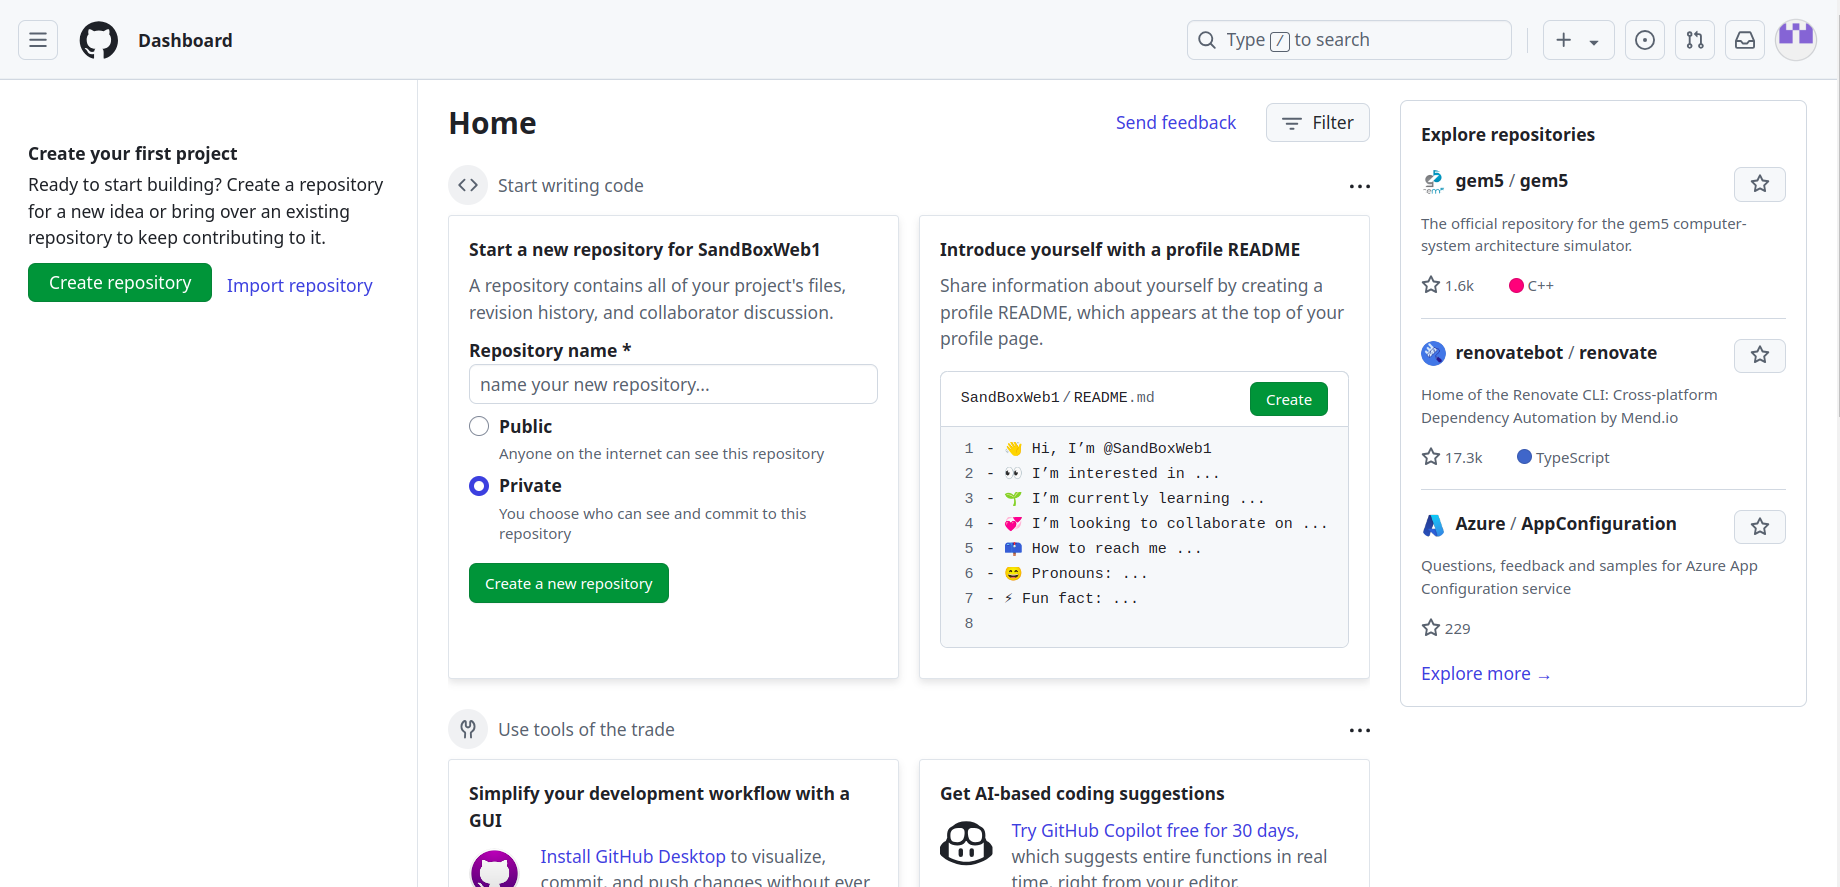 Dashboard
Type / to search
Create your first project
Ready to start building? Create a repository
for a new idea or bring over an existing
repository to keep contributing to it.
Create repository
Import repository
Home
Send feedback
Filter
Start writing code
Start a new repository for SandBoxWeb1
A repository contains all of your project's files,
revision history, and collaborator discussion.
Repository name *
name your new repository...
Public
Anyone on the internet can see this repository
Private
You choose who can see and commit to this
repository
Create a new repository
Introduce yourself with a profile README
Share information about yourself by creating a
profile README, which appears at the top of your
profile page.
SandBoxWeb1/README.md
Create
1 - 👋 Hi, I’m @SandBoxWeb1
2 - 👀 I’m interested in ...
3 - 🌱 I’m currently learning ...
4 - 💞️ I’m looking to collaborate on ...
5 - 📫 How to reach me ...
6 - 😄 Pronouns: ...
7 - ⚡ Fun fact: ...
8
Use tools of the trade
Simplify your development workflow with a
GUI
Install GitHub Desktop to visualize,
commit, and push changes without ever
Get AI-based coding suggestions
Try GitHub Copilot free for 30 days,
which suggests entire functions in real
time, right from your editor.
Explore repositories
gem5 / gem5
The official repository for the gem5 computer-
system architecture simulator.
1.6k
C++
renovatebot / renovate
Home of the Renovate CLI: Cross-platform
Dependency Automation by Mend.io
17.3k
TypeScript
Azure / AppConfiguration
Questions, feedback and samples for Azure App
Configuration service
229
Explore more →